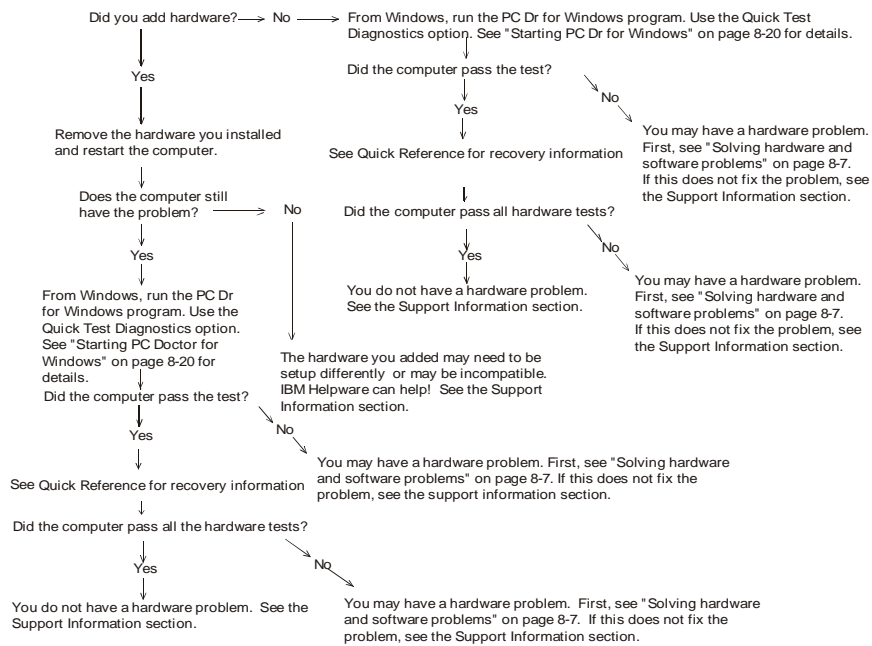 Did you add hardware?
No
From Windows, run the PC Dr for Windows program. Use the Quick Test
Diagnostics option. See "Starting PC Dr for Windows" on page 8-20 for details.
Did the computer pass the test?
Yes
No
Yes
Remove the hardware you installed
and restart the computer.
See Quick Reference for recovery information
You may have a hardware problem.
First, see "Solving hardware and
software problems" on page 8-7.
If this does not fix the problem, see
the Support Information section.
Does the computer still
have the problem?
No
Did the computer pass all hardware tests?
Yes
Yes
No
You do not have a hardware problem.
See the Support Information section.
You may have a hardware problem.
First, see "Solving hardware and
software problems" on page 8-7.
If this does not fix the problem, see
the Support Information section.
From Windows, run the PC Dr
for Windows program. Use the
Quick Test Diagnostics option.
See "Starting PC Doctor for
Windows" on page 8-20 for
details.
The hardware you added may need to be
setup differently or may be incompatible.
IBM Helpware can help! See the Support
Information section.
Did the computer pass the test?
Yes
No
You may have a hardware problem. First, see "Solving hardware
and software problems" on page 8-7. If this does not fix the
problem, see the support information section.
See Quick Reference for recovery information
Did the computer pass all the hardware tests?
Yes
No
You do not have a hardware problem. See the
Support Information section.
You may have a hardware problem. First, see "Solving hardware
and software problems" on page 8-7. If this does not fix the
problem, see the Support Information section.